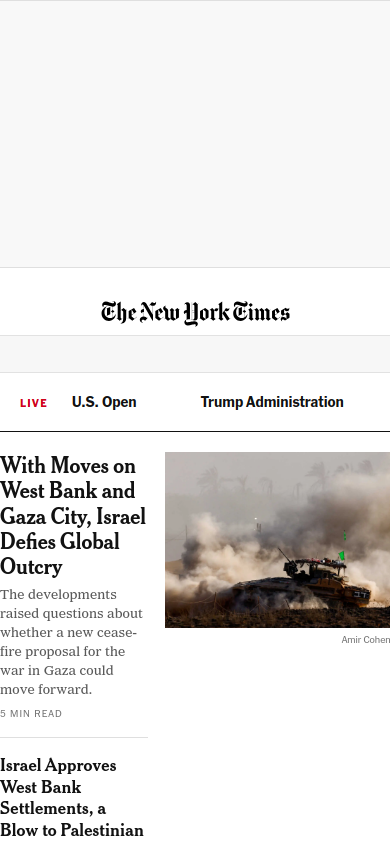 The New York Times
LIVE U.S. Open Trump Administration
With Moves on
West Bank and
Gaza City, Israel
Defies Global
Outcry
The developments
raised questions about
whether a new cease-
fire proposal for the
war in Gaza could
move forward.
5 MIN READ
Amir Cohen
Israel Approves
West Bank
Settlements, a
Blow to Palestinian